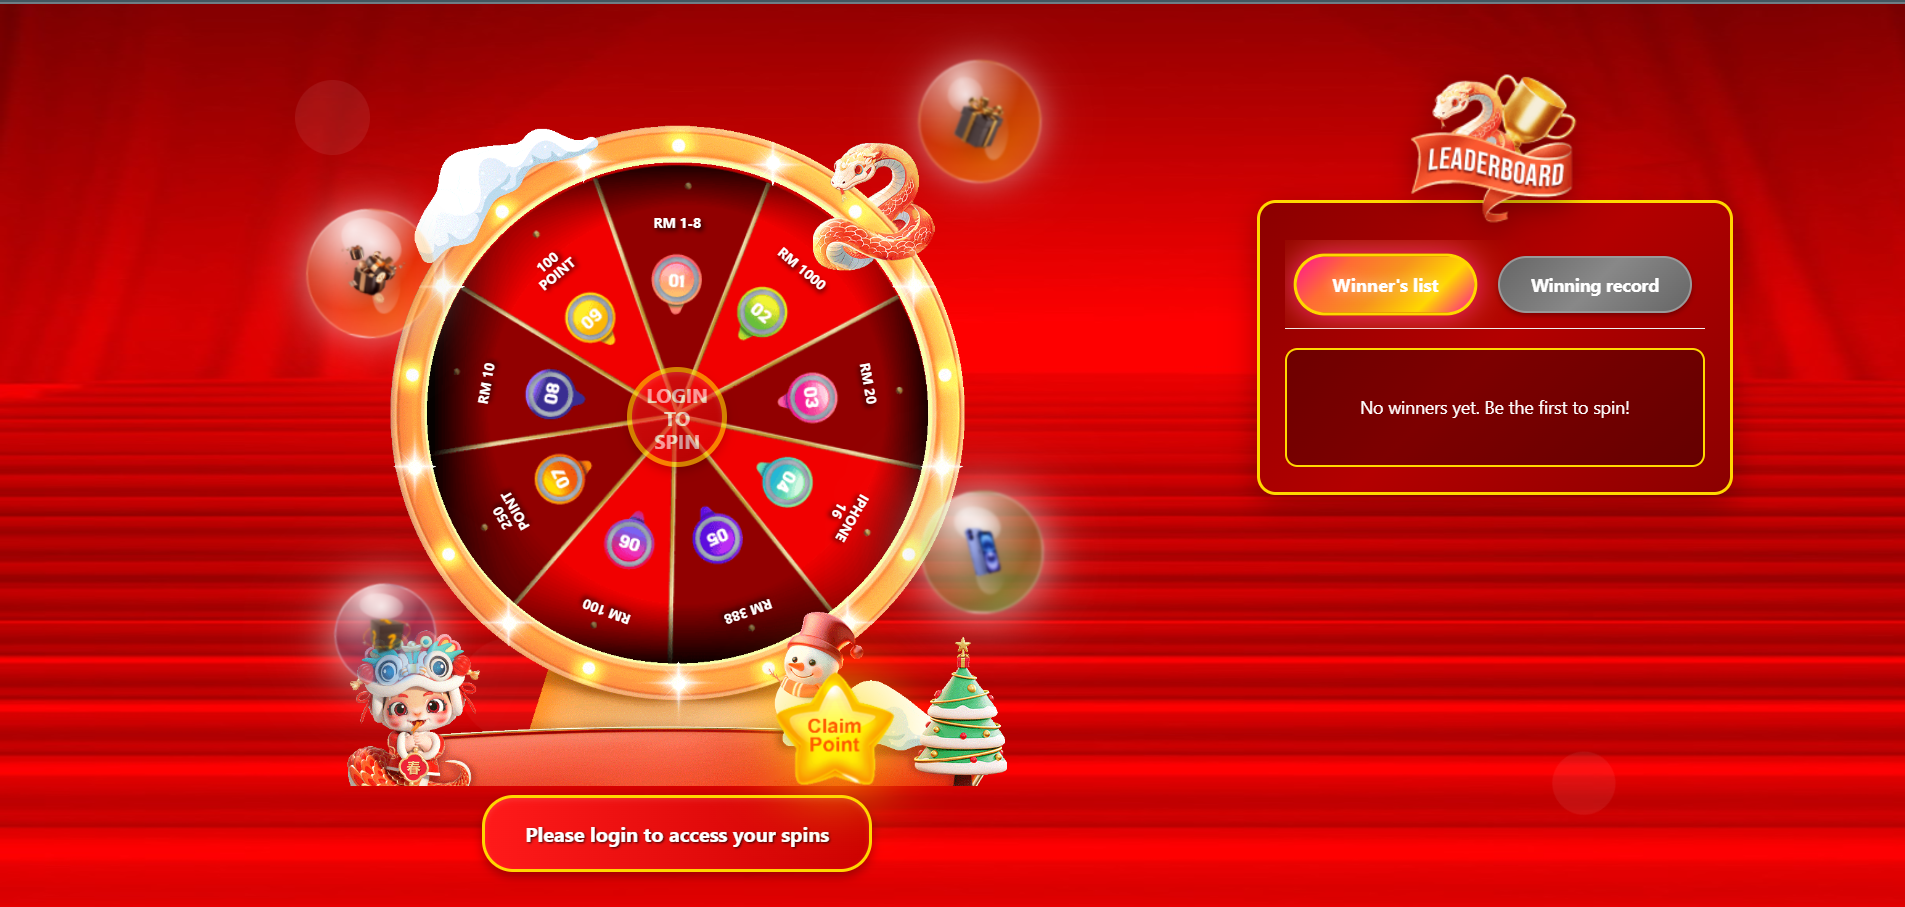 RM 1-8
01
RM 1000
02
RM 20
03
IPHONE
16
04
RM 388
05
RM 100
06
250
POINT
07
RM 10
08
100
POINT
09
LOGIN
TO
SPIN
春
Claim
Point
Please login to access your spins
LEADERBOARD
Winner's list
Winning record
No winners yet. Be the first to spin!